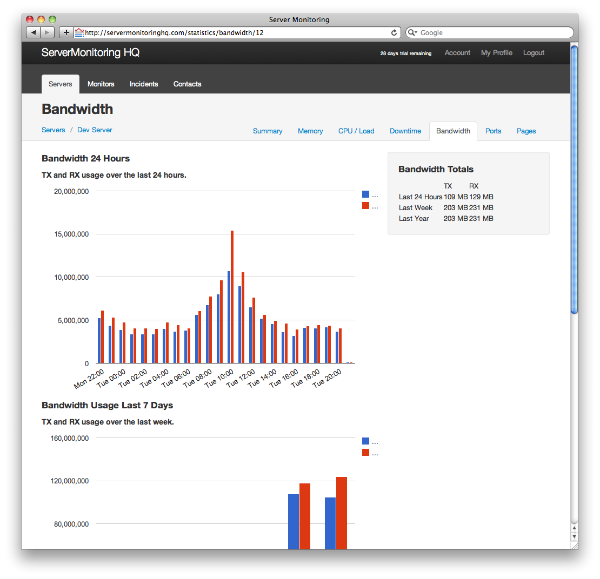 Server Monitoring
http://servermonitoringhq.com/statistics/bandwidth/12
Google
ServerMonitoring HQ
28 days trial remaining
Account
My Profile
Logout
Servers
Monitors
Incidents
Contacts
Bandwidth
Servers / Dev Server
Summary
Memory
CPU / Load
Downtime
Bandwidth
Ports
Pages
Bandwidth 24 Hours
TX and RX usage over the last 24 hours.
20,000,000
15,000,000
10,000,000
5,000,000
0
...
...
Mon 22:00
Tue 00:00
Tue 02:00
Tue 04:00
Tue 06:00
Tue 08:00
Tue 10:00
Tue 12:00
Tue 14:00
Tue 16:00
Tue 18:00
Tue 20:00
Bandwidth Totals
TX RX
Last 24 Hours 109 MB 129 MB
Last Week 203 MB 231 MB
Last Year 203 MB 231 MB
Bandwidth Usage Last 7 Days
TX and RX usage over the last week.
160,000,000
120,000,000
80,000,000
...
...